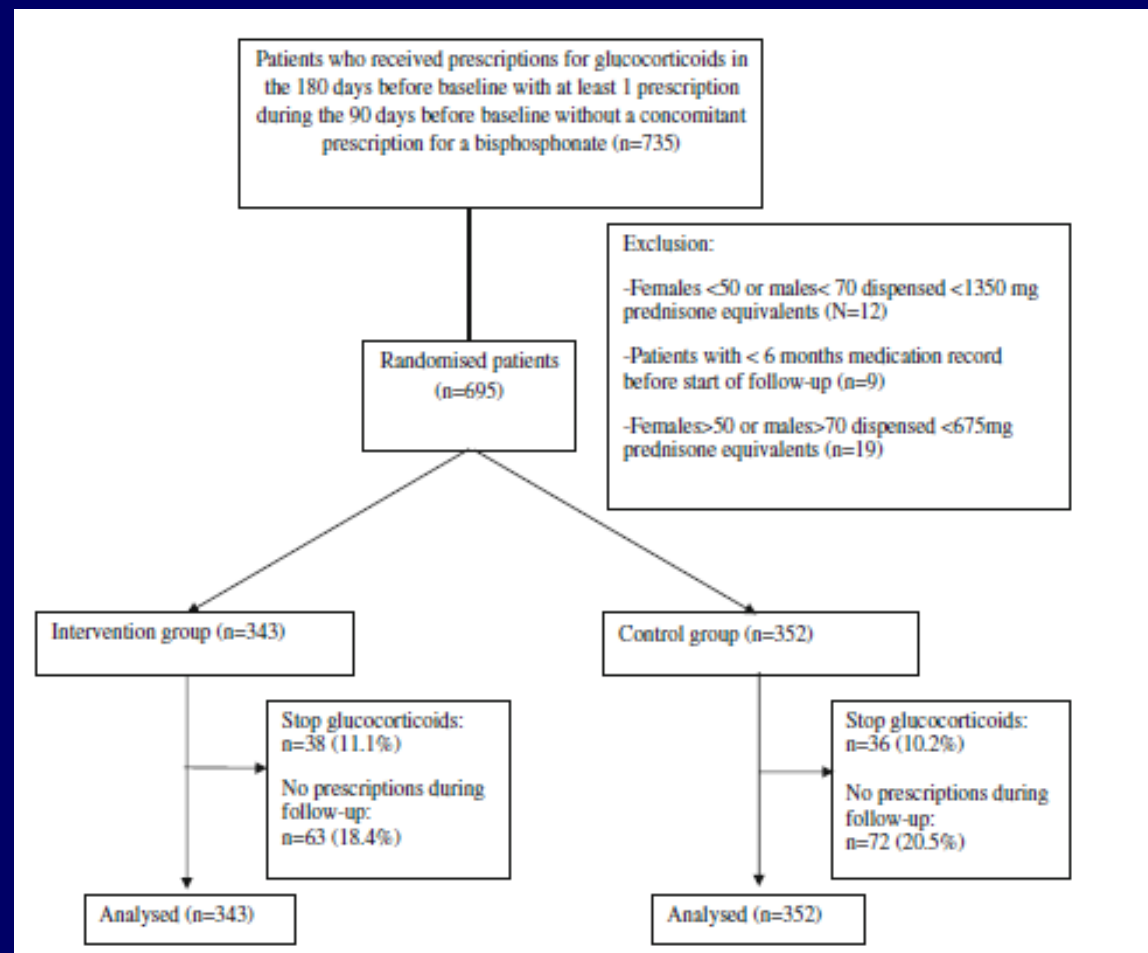 Patients who received prescriptions for glucocorticoids in
the 180 days before baseline with at least 1 prescription
during the 90 days before baseline without a concomitant
prescription for a bisphosphonate (n=735)
Exclusion:
-Females <50 or males< 70 dispensed <1350 mg
prednisone equivalents (N=12)
-Patients with < 6 months medication record
before start of follow-up (n=9)
-Females>50 or males>70 dispensed <675mg
prednisone equivalents (n=19)
Randomised patients
(n=695)
Intervention group (n=343)
Control group (n=352)
Stop glucocorticoids:
n=38 (11.1%)
No prescriptions during
follow-up:
n=63 (18.4%)
Stop glucocorticoids:
n=36 (10.2%)
No prescriptions during
follow-up:
n=72 (20.5%)
Analysed (n=343)
Analysed (n=352)